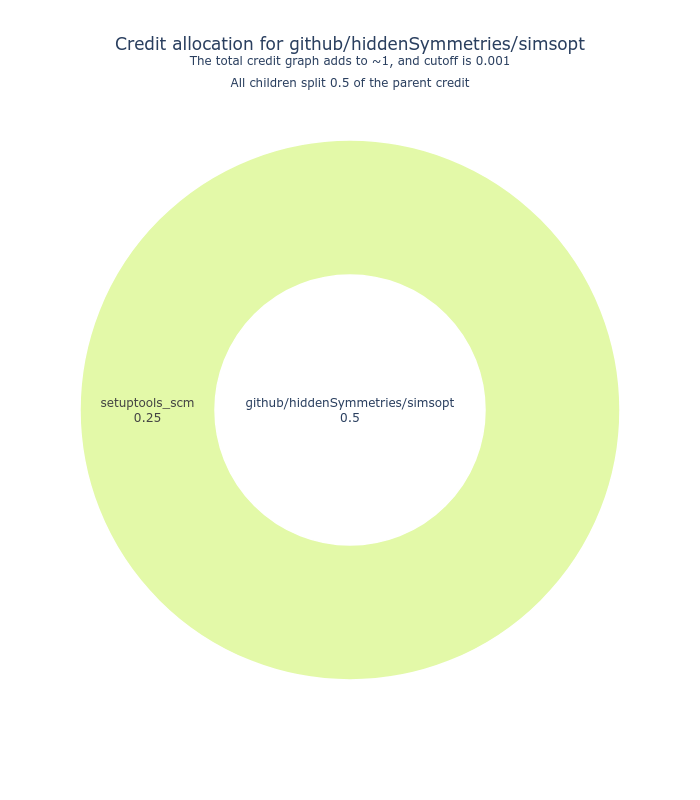 Credit allocation for github/hiddenSymmetries/simsopt
The total credit graph adds to ~1, and cutoff is 0.001
All children split 0.5 of the parent credit
setuptools_scm
0.25
github/hiddenSymmetries/simsopt
0.5